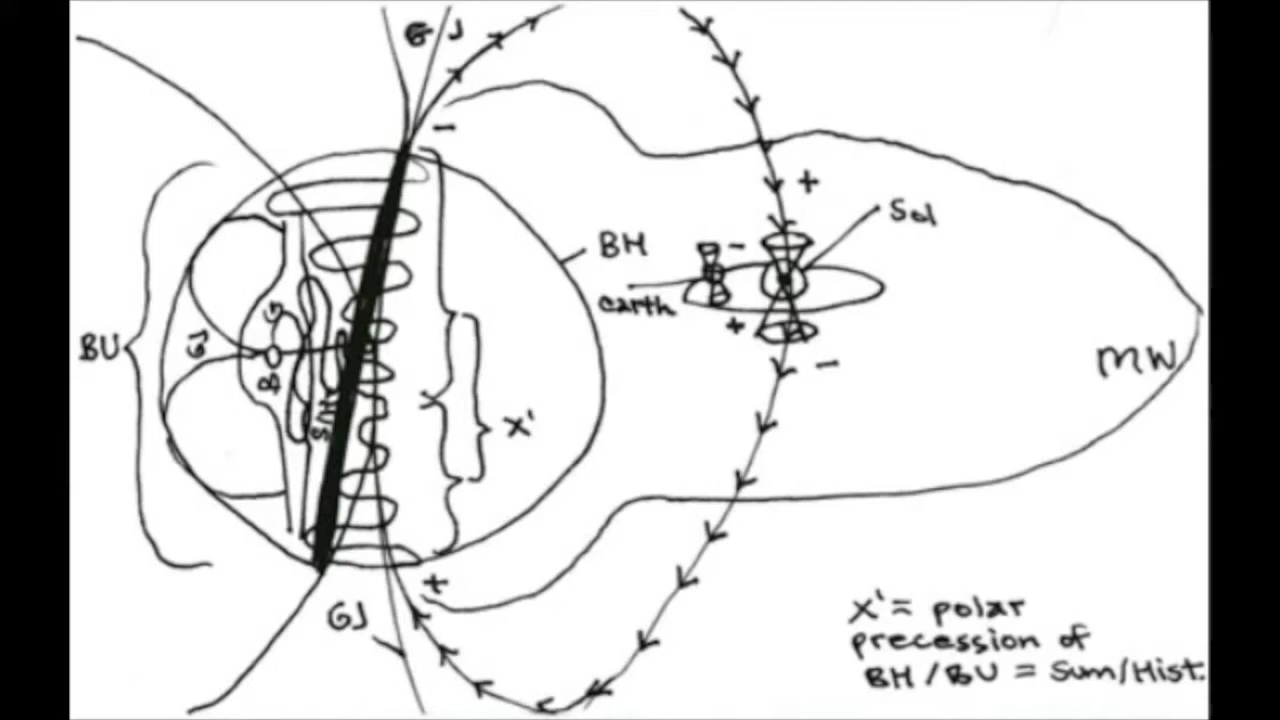 GJ
-
+
Sol
BH
-
earth
+
-
BU
GJ
G
B
S/H
X
X'
MW
+
GJ
X' = polar
precession of
BH/BU = Sum/Hist.